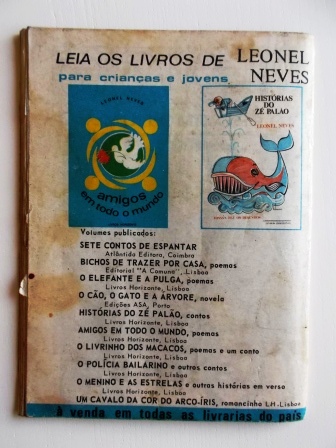 LEIA OS LIVROS DE LEONEL NEVES
para crianças e jovens
LEONEL NEVES
amigos
em todo o mundo
HISTÓRIAS
DO
ZÉ PALÃO
LEONEL NEVES
Volumes publicados:
SETE CONTOS DE ESPANTAR
Atlântida Editora, Coimbra
BICHOS DE TRAZER POR CASA, poemas
Editorial "A Comuna", Lisboa
O ELEFANTE E A PULGA, poemas
Livros Horizonte, Lisboa
O CÃO, O GATO E A ÁRVORE, novela
Edições ASA, Porto
HISTÓRIAS DO ZÉ PALÃO, contos
Livros Horizonte, Lisboa
AMIGOS EM TODO O MUNDO, poemas
Livros Horizonte, Lisboa
O LIVRINHO DOS MACACOS, poemas e um conto
Livros Horizonte, Lisboa
O POLÍCIA BAILARINO e outros contos
Livros Horizonte, Lisboa
O MENINO E AS ESTRELAS e outras histórias em verso
Livros Horizonte, Lisboa
UM CAVALO DA COR DO ARCO-ÍRIS, romancinho L.H. Lisboa
à venda em todas as livrarias do país